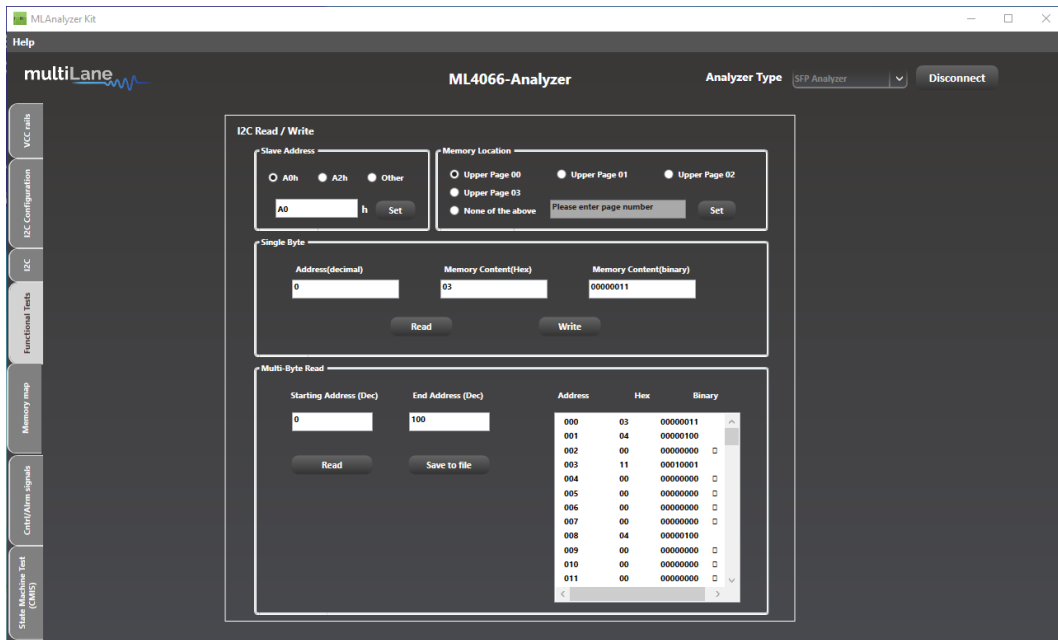 MLAnalyzer Kit
Help
multiLane
ML4066-Analyzer
Analyzer Type
SFP Analyzer
Disconnect
VCC rails
I2C Configuration
I2C
Functional Tests
Memory map
Cntrl/Alrm signals
State Machine Test
(CMIS)
I2C Read / Write
Slave Address
A0h A2h Other
A0 h Set
Memory Location
Upper Page 00 Upper Page 01 Upper Page 02
Upper Page 03
None of the above Please enter page number Set
Single Byte
Address(decimal) Memory Content(Hex) Memory Content(binary)
0 03 00000011
Read Write
Multi-Byte Read
Starting Address (Dec) End Address (Dec)
0 100
Read Save to file
Address Hex Binary
000 03 00000011
001 04 00000100
002 00 00000000
003 11 00010001
004 00 00000000
005 00 00000000
006 00 00000000
007 00 00000000
008 04 00000100
009 00 00000000
010 00 00000000
011 00 00000000